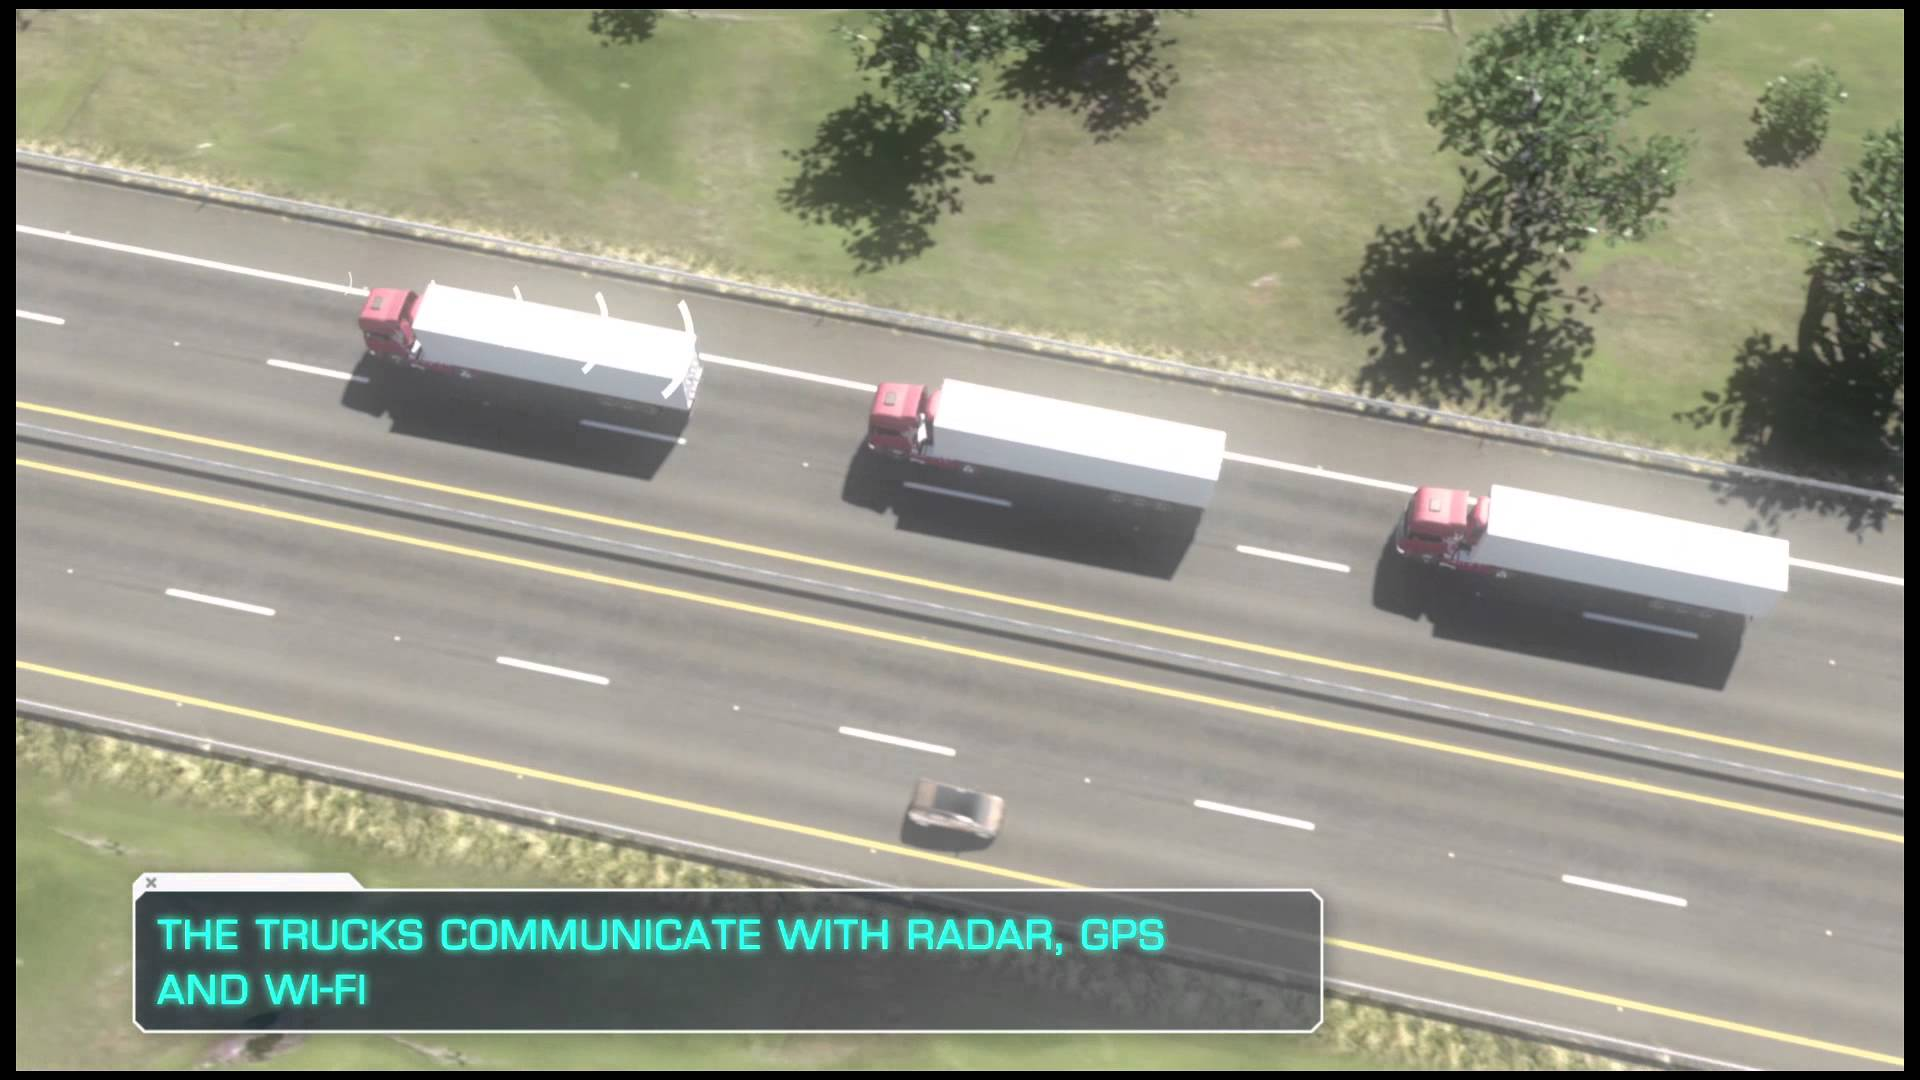 THE TRUCKS COMMUNICATE WITH RADAR, GPS
AND WI-FI